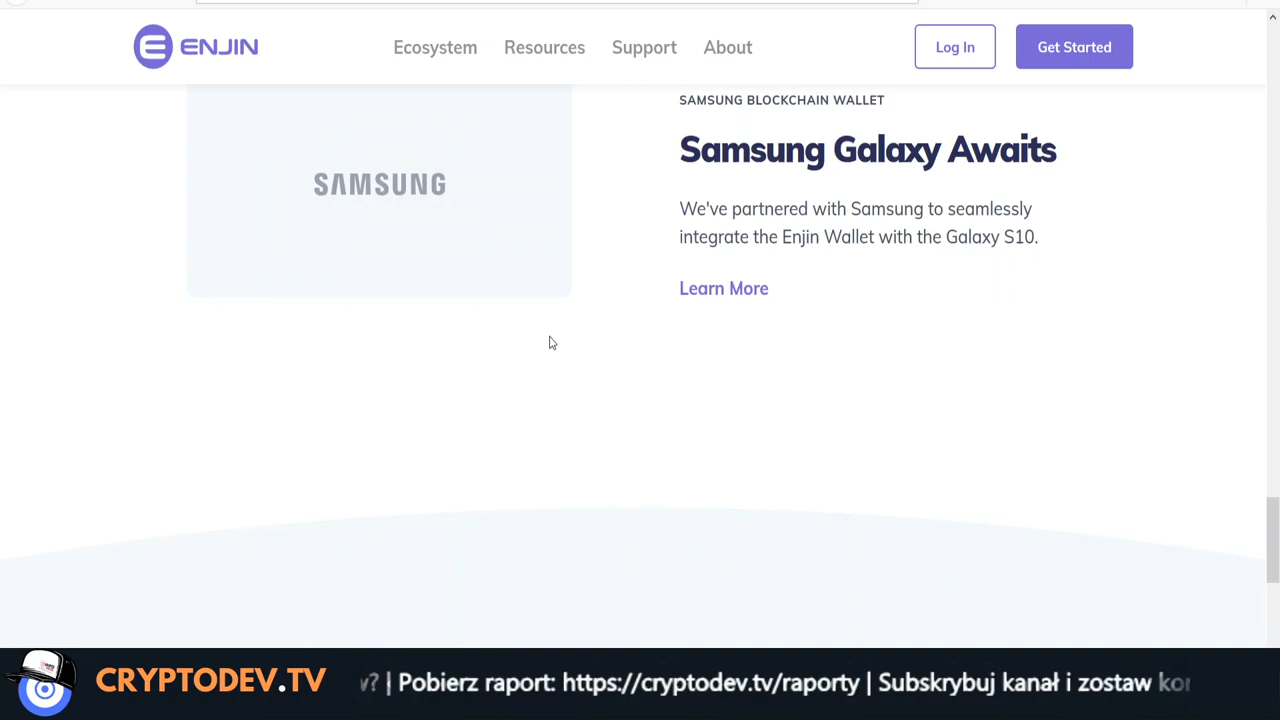 ENJIN
Ecosystem
Resources
Support
About
Log In
Get Started
SAMSUNG
SAMSUNG BLOCKCHAIN WALLET
Samsung Galaxy Awaits
We've partnered with Samsung to seamlessly
integrate the Enjin Wallet with the Galaxy S10.
Learn More
CRYPTODEV.TV
? | Pobierz raport: https://cryptodev.tv/raporty | Subskrybuj kanał i zostaw